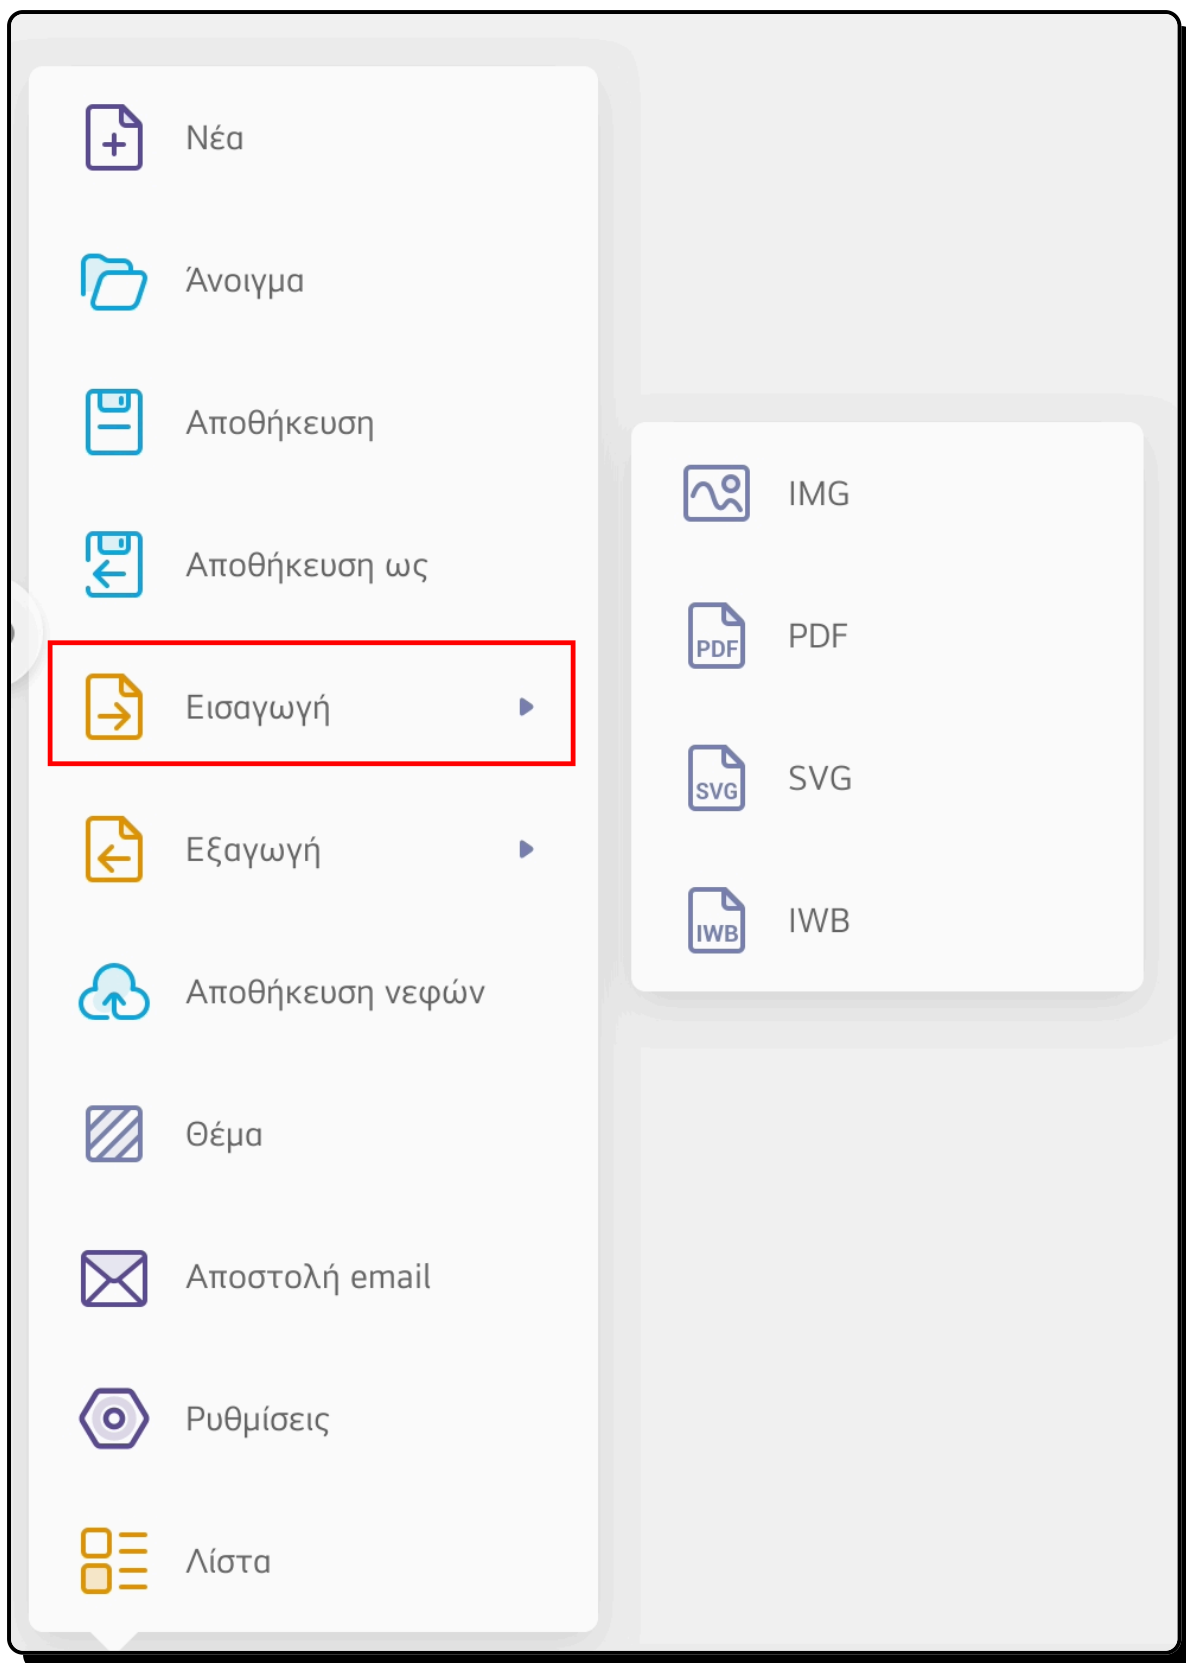 Νέα
Άνοιγμα
Αποθήκευση
Αποθήκευση ως
Εισαγωγή
Εξαγωγή
Αποθήκευση νεφών
Θέμα
Αποστολή email
Ρυθμίσεις
Λίστα
IMG
PDF
PDF
SVG
SVG
IWB
IWB